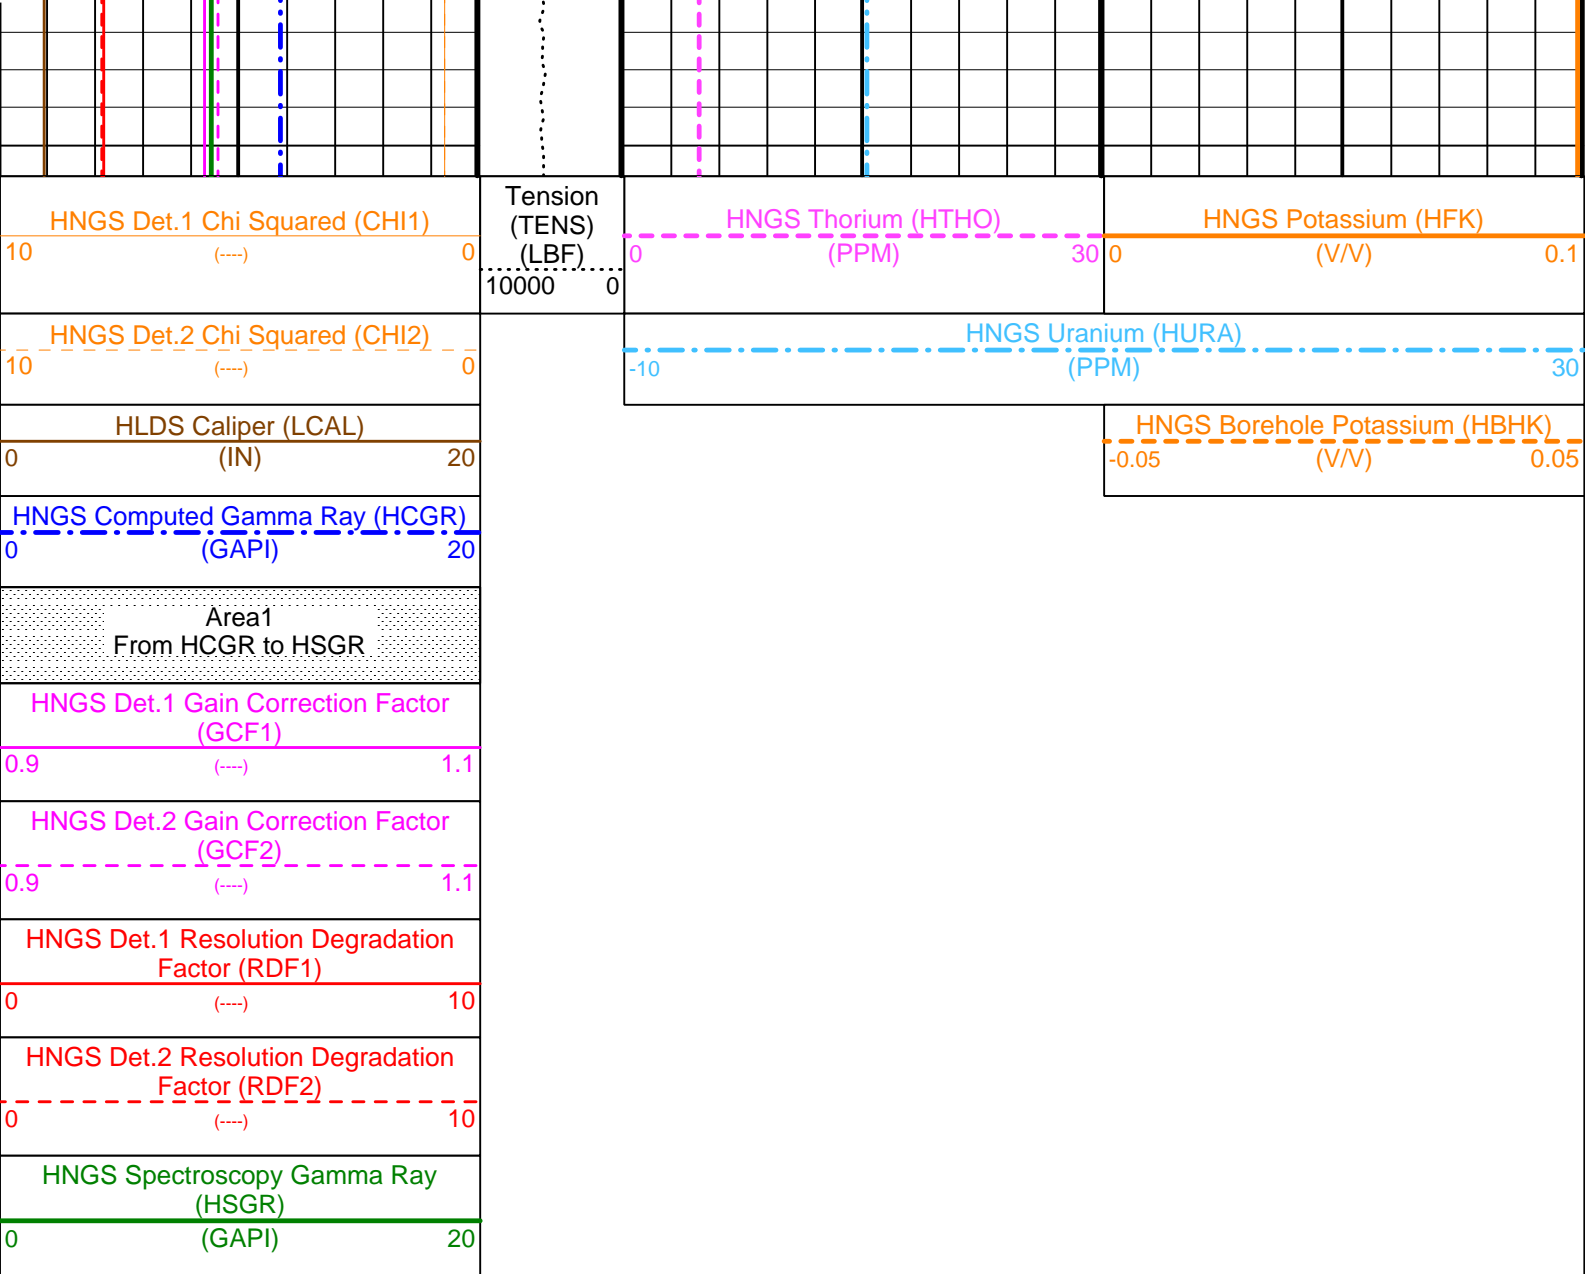 HNGS Det.1 Chi Squared (CHI1)
10 (----) 0
Tension
(TENS)
(LBF)
10000 0
HNGS Thorium (HTHO)
0 (PPM) 30
HNGS Potassium (HFK)
0 (V/V) 0.1
HNGS Det.2 Chi Squared (CHI2)
10 (----) 0
HNGS Uranium (HURA)
-10 (PPM) 30
HLDS Caliper (LCAL)
0 (IN) 20
HNGS Borehole Potassium (HBHK)
-0.05 (V/V) 0.05
HNGS Computed Gamma Ray (HCGR)
0 (GAPI) 20
Area1
From HCGR to HSGR
HNGS Det.1 Gain Correction Factor
(GCF1)
0.9 (----) 1.1
HNGS Det.2 Gain Correction Factor
(GCF2)
0.9 (----) 1.1
HNGS Det.1 Resolution Degradation
Factor (RDF1)
0 (----) 10
HNGS Det.2 Resolution Degradation
Factor (RDF2)
0 (----) 10
HNGS Spectroscopy Gamma Ray
(HSGR)
0 (GAPI) 20